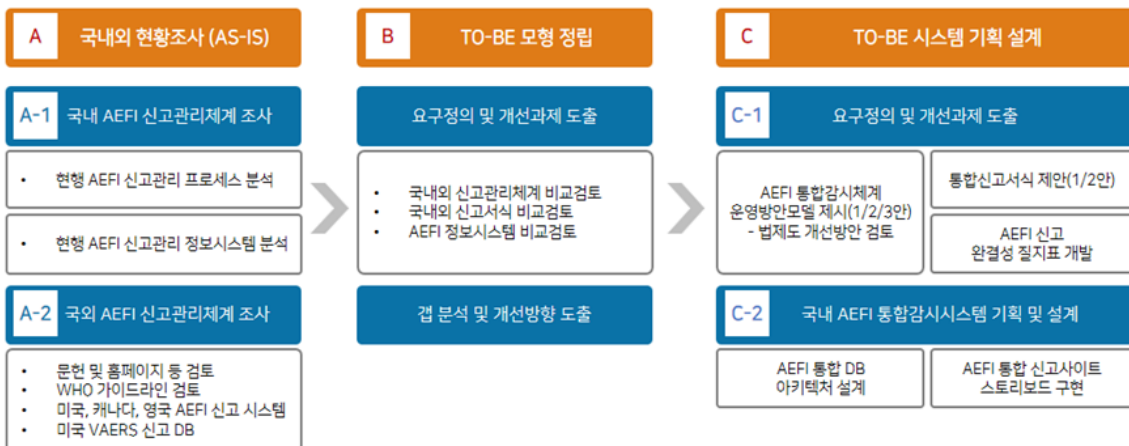 A 국내외 현황조사 (AS-IS)
A-1 국내 AEFI 신고관리체계 조사
• 현행 AEFI 신고관리 프로세스 분석
• 현행 AEFI 신고관리 정보시스템 분석
A-2 국외 AEFI 신고관리체계 조사
• 문헌 및 홈페이지 등 검토
• WHO 가이드라인 검토
• 미국, 캐나다, 영국 AEFI 신고 시스템
• 미국 VAERS 신고 DB
B TO-BE 모형 정립
요구정의 및 개선과제 도출
• 국내외 신고관리체계 비교검토
• 국내외 신고서식 비교검토
• AEFI 정보시스템 비교검토
갭 분석 및 개선방향 도출
C TO-BE 시스템 기획 설계
C-1 요구정의 및 개선과제 도출
AEFI 통합감시체계
운영방안모델 제시(1/2/3안)
- 법제도 개선방안 검토
통합신고서식 제안(1/2안)
AEFI 신고
완결성 질지표 개발
C-2 국내 AEFI 통합감시시스템 기획 및 설계
AEFI 통합 DB
아키텍처 설계
AEFI 통합 신고사이트
스토리보드 구현